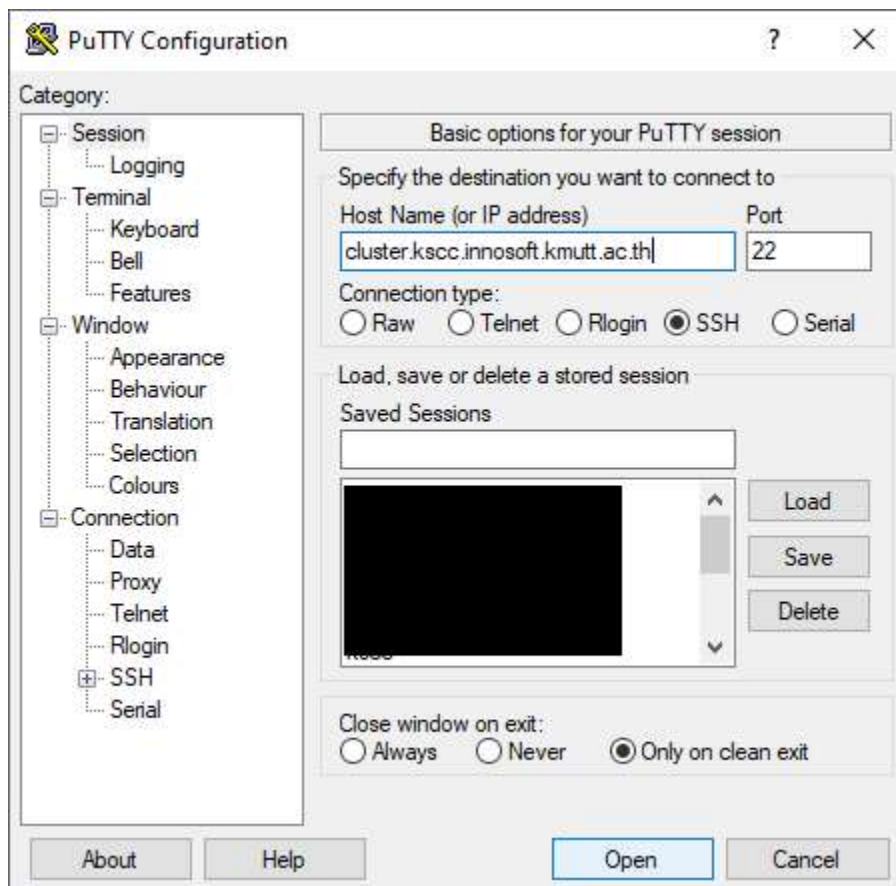 PuTTY Configuration
?
Category:
Session
Logging
Terminal
Keyboard
Bell
Features
Window
Appearance
Behaviour
Translation
Selection
Colours
Connection
Data
Proxy
Telnet
Rlogin
SSH
Serial
Basic options for your PuTTY session
Specify the destination you want to connect to
Host Name (or IP address) Port
cluster.kscc.innosoft.kmutt.ac.th 22
Connection type:
Raw Telnet Rlogin SSH Serial
Load, save or delete a stored session
Saved Sessions
Load
Save
Delete
Close window on exit:
Always Never Only on clean exit
About Help Open Cancel